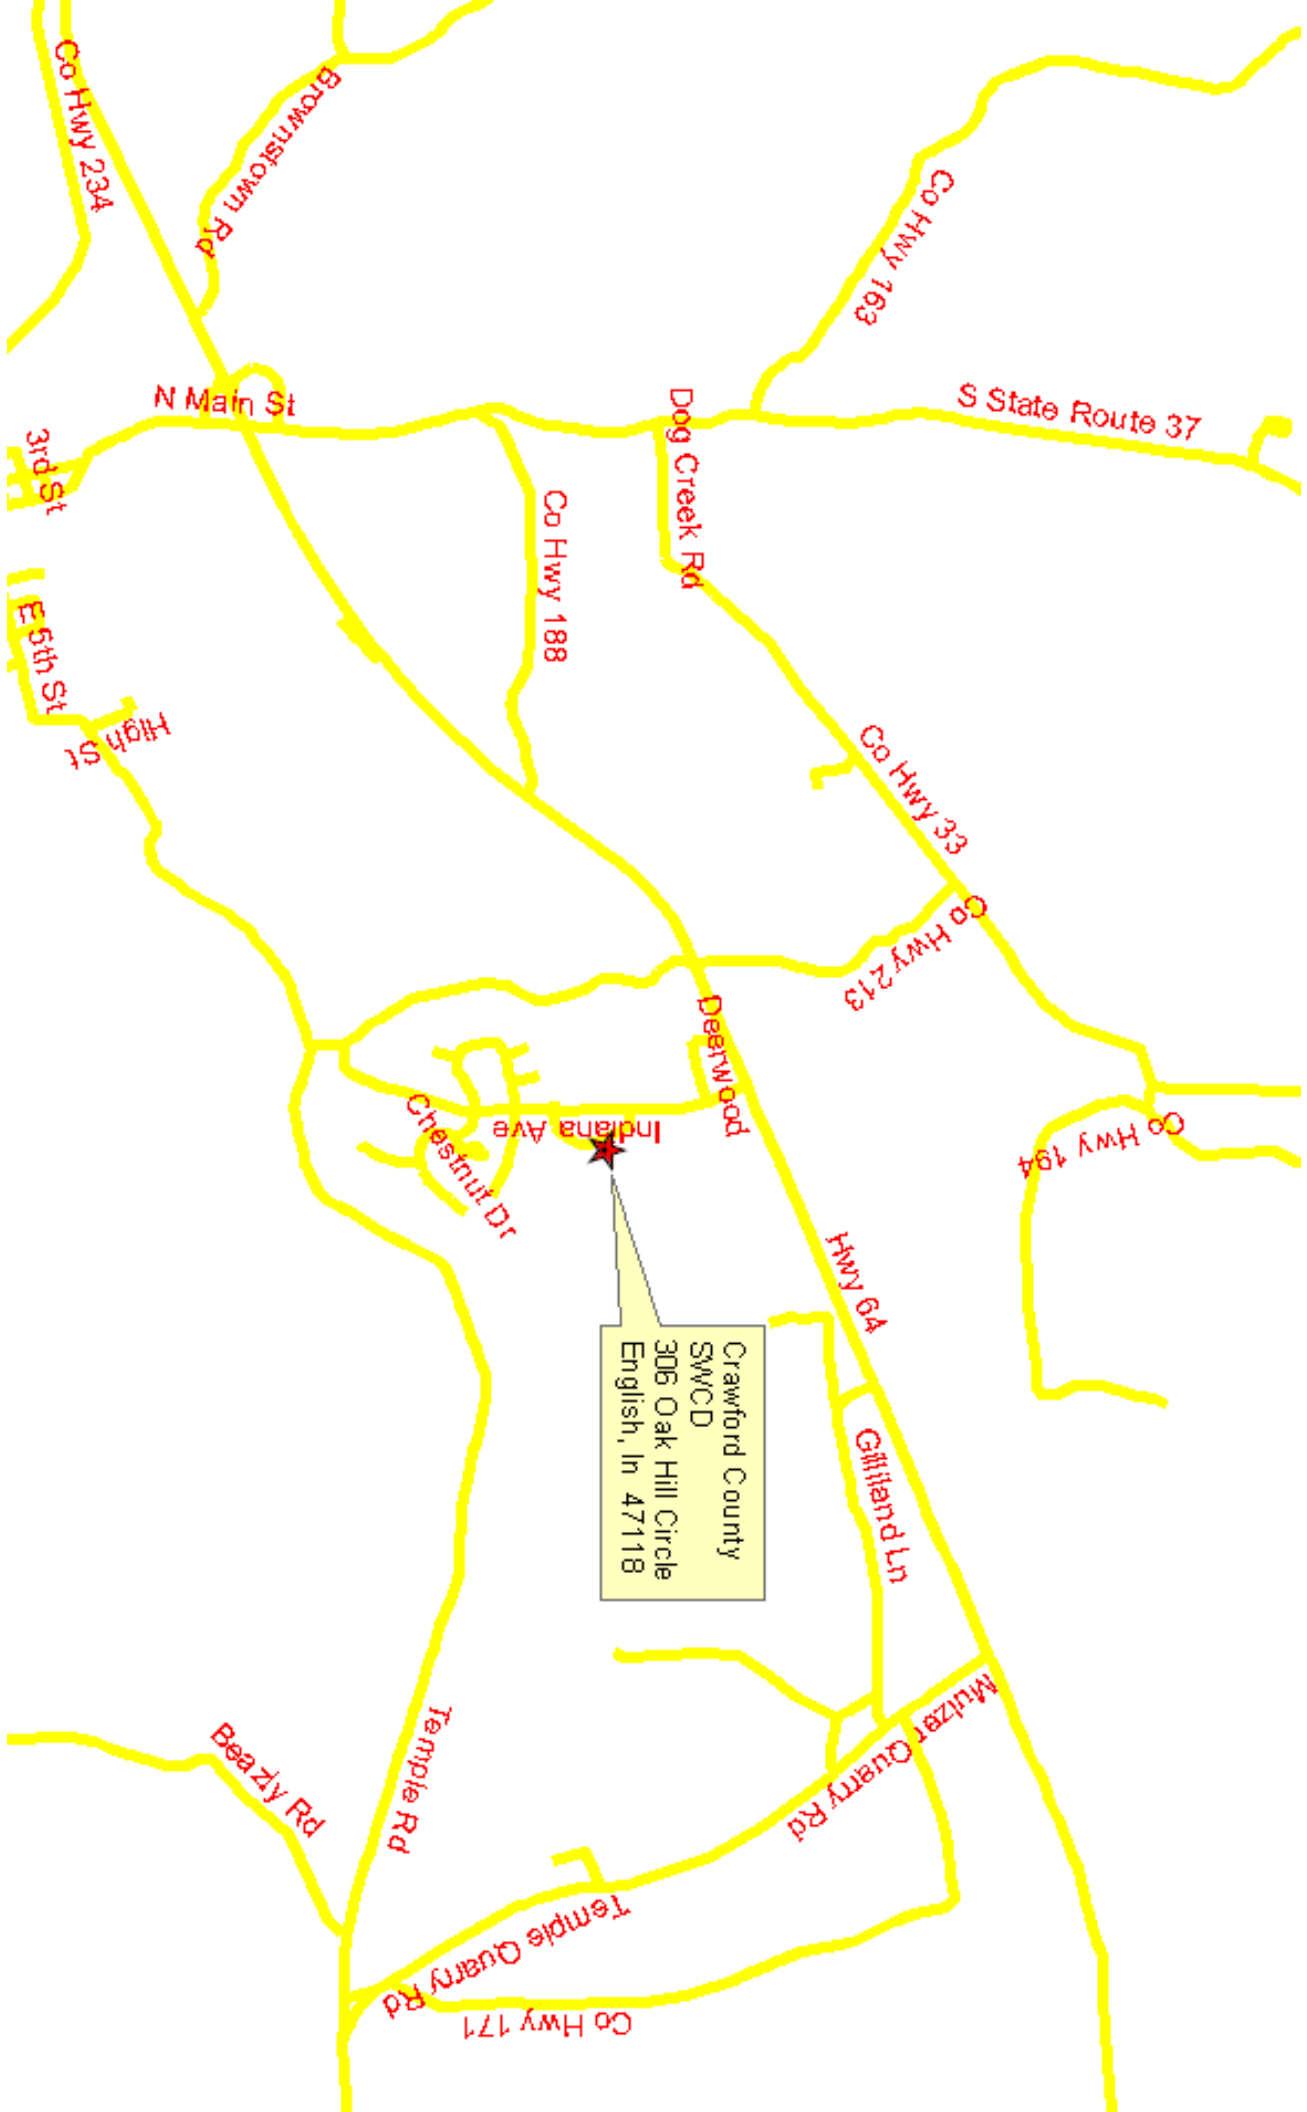 Co Hwy 234
Brownstown Rd
Co Hwy 163
N Main St
S State Route 37
3rd St
Dog Creek Rd
Co Hwy 188
E 5th St
High St
Co Hwy 33
Co Hwy 213
Deerwood
Indiana Ave
Chestnut Dr
Co Hwy 194
Hwy 64
Crawford County
SWCD
306 Oak Hill Circle
English, In 47118
Gilliland Ln
Mulzer Quarry Rd
Temple Rd
Beazly Rd
Temple Quarry Rd
Co Hwy 171